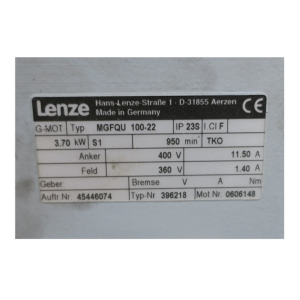 Lenze
Hans-Lenze-Straße 1 · D-31855 Aerzen
Made in Germany
CE
G-MOT Typ MGFQU 100-22 IP 23S I.Cl F
3.70 kW S1 950 min⁻ TKO
Anker 400 V 11.50 A
Feld 360 V 1.40 A
Geber Bremse V A Nm
Auftr Nr 45446074 Typ-Nr 396218 Mot Nr 0606148